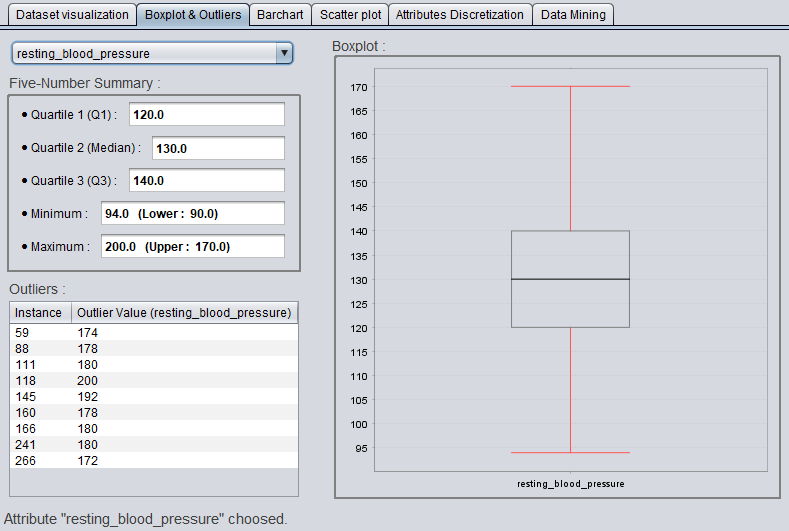 Dataset visualization Boxplot & Outliers Barchart Scatter plot Attributes Discretization Data Mining
resting_blood_pressure
Five-Number Summary :
• Quartile 1 (Q1) : 120.0
• Quartile 2 (Median) : 130.0
• Quartile 3 (Q3) : 140.0
• Minimum : 94.0 (Lower : 90.0)
• Maximum : 200.0 (Upper : 170.0)
Outliers :
Instance Outlier Value (resting_blood_pressure)
59 174
88 178
111 180
118 200
145 192
160 178
166 180
241 180
266 172
Boxplot :
170
165
160
155
150
145
140
135
130
125
120
115
110
105
100
95
resting_blood_pressure
Attribute "resting_blood_pressure" choosed.